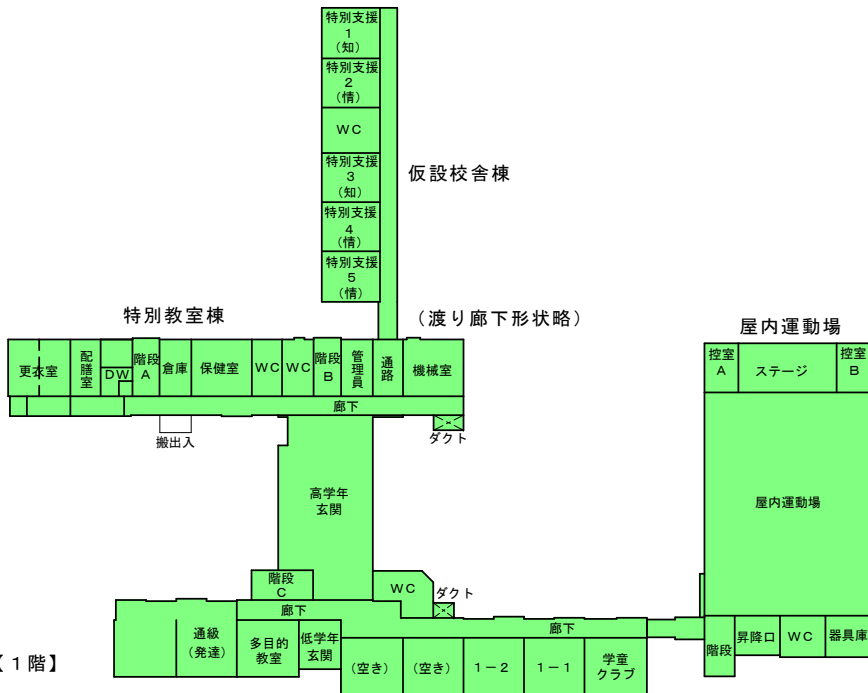 特別支援
1
（知）
特別支援
2
（情）
ＷＣ
特別支援
3
（知）
特別支援
4
（情）
特別支援
5
（情）
仮設校舎棟
特別教室棟
（渡り廊下形状略）
屋内運動場
更衣室
配膳室
DW
階段
A
倉庫
保健室
ＷＣ
ＷＣ
階段
B
管理員
通路
機械室
控室
A
ステージ
控室
B
廊下
搬出入
ダクト
高学年
玄関
屋内運動場
階段
C
ＷＣ
ダクト
廊下
廊下
通級
（発達）
多目的
教室
低学年
玄関
（空き）
（空き）
１－２
１－１
学童
クラブ
階段
昇降口
ＷＣ
器具庫
【１階】